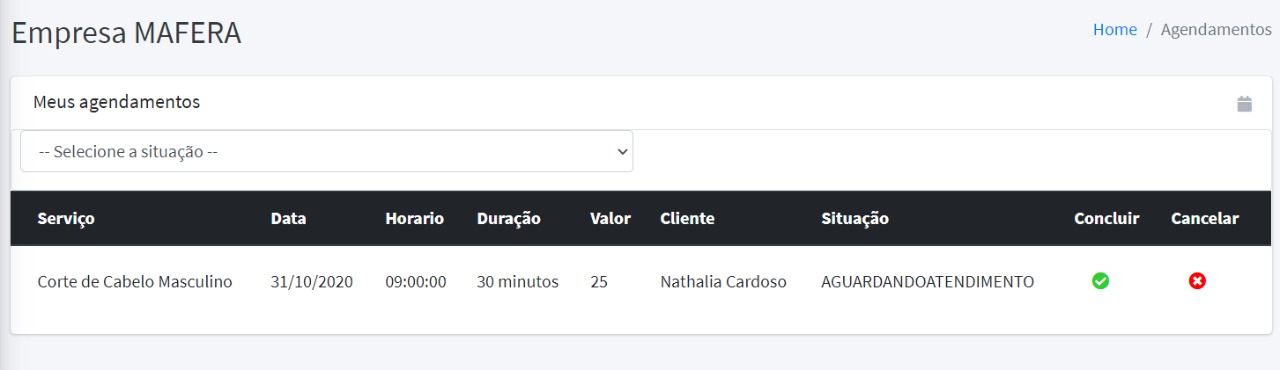 Empresa MAFERA
Home / Agendamentos
Meus agendamentos
-- Selecione a situação --
Serviço Data Horario Duração Valor Cliente Situação Concluir Cancelar
Corte de Cabelo Masculino 31/10/2020 09:00:00 30 minutos 25 Nathalia Cardoso AGUARDANDOATENDIMENTO